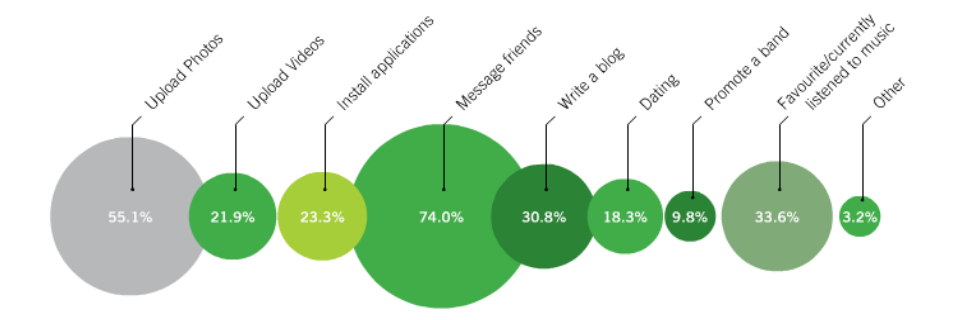 Upload Photos
Upload Videos
Install applications
Message friends
Write a blog
Dating
Promote a band
Favourite/currently
listened to music
Other
55.1%
21.9%
23.3%
74.0%
30.8%
18.3%
9.8%
33.6%
3.2%